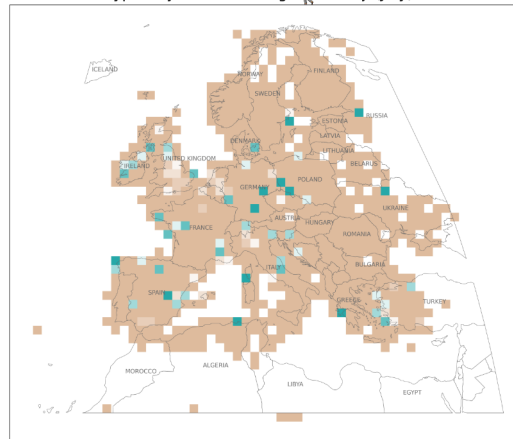 ICELAND
FINLAND
NORWAY
SWEDEN
RUSSIA
ESTONIA
LATVIA
DENMARK
LITHUANIA
UNITED KINGDOM
IRELAND
BELARUS
POLAND
GERMANY
UKRAINE
AUSTRIA
HUNGARY
FRANCE
ROMANIA
BULGARIA
ITALY
SPAIN
GREECE
TURKEY
ALGERIA
MOROCCO
LIBYA
EGYPT